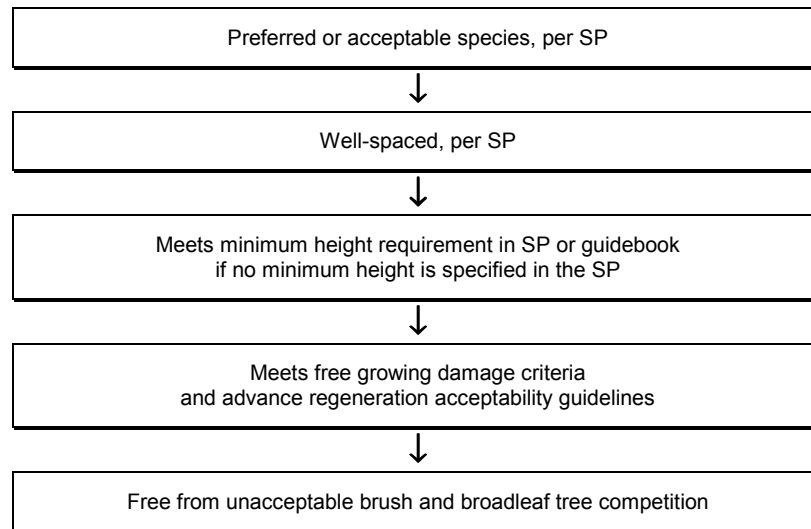 Preferred or acceptable species, per SP
Well-spaced, per SP
Meets minimum height requirement in SP or guidebook
if no minimum height is specified in the SP
Meets free growing damage criteria
and advance regeneration acceptability guidelines
Free from unacceptable brush and broadleaf tree competition